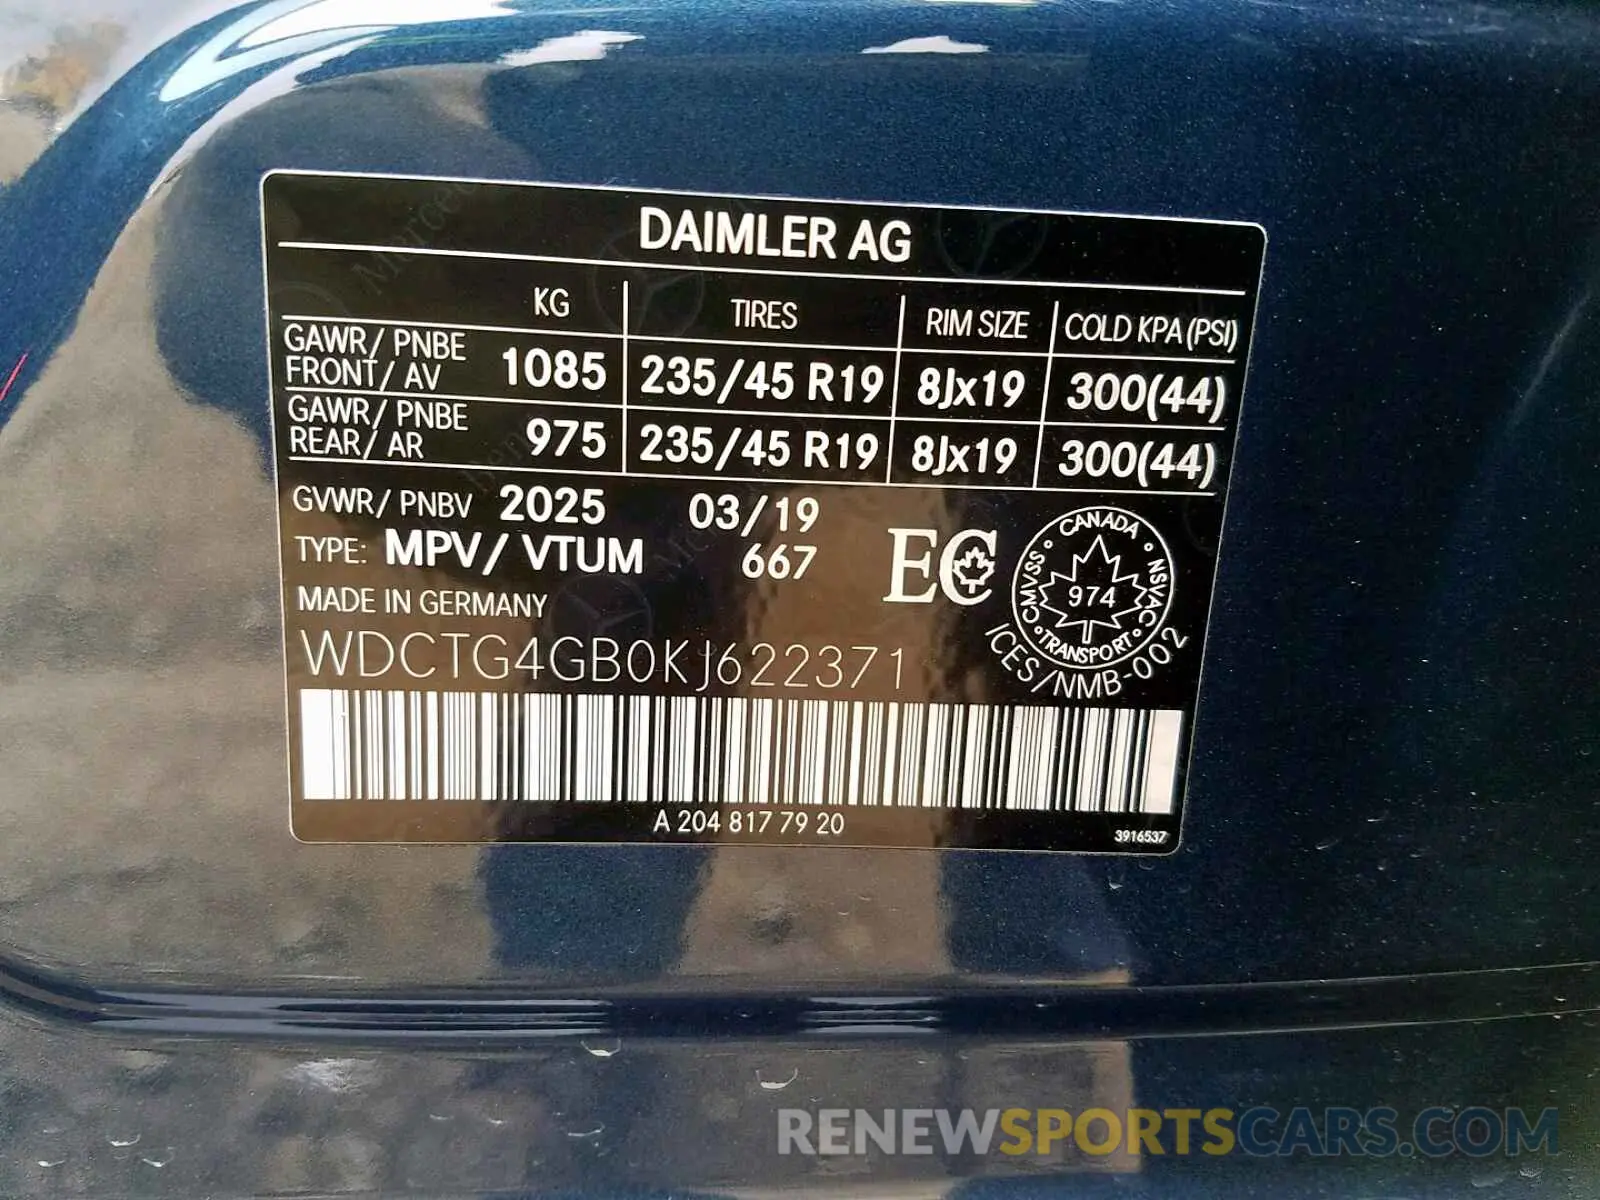 DAIMLER AG
KG TIRES RIM SIZE COLD KPA (PSI)
GAWR/ PNBE
FRONT/ AV 1085 235/45 R19 8Jx19 300(44)
GAWR/ PNBE
REAR/ AR 975 235/45 R19 8Jx19 300(44)
GVWR/ PNBV 2025 03/19
TYPE: MPV/ VTUM 667
EC
CANADA
CMVSS 974 NSVAC
TRANSPORT
ICES/NMB-002
MADE IN GERMANY
WDCTG4GB0KJ622371
A 204 817 79 20
3916537
RENEWSPORTSCARS.COM